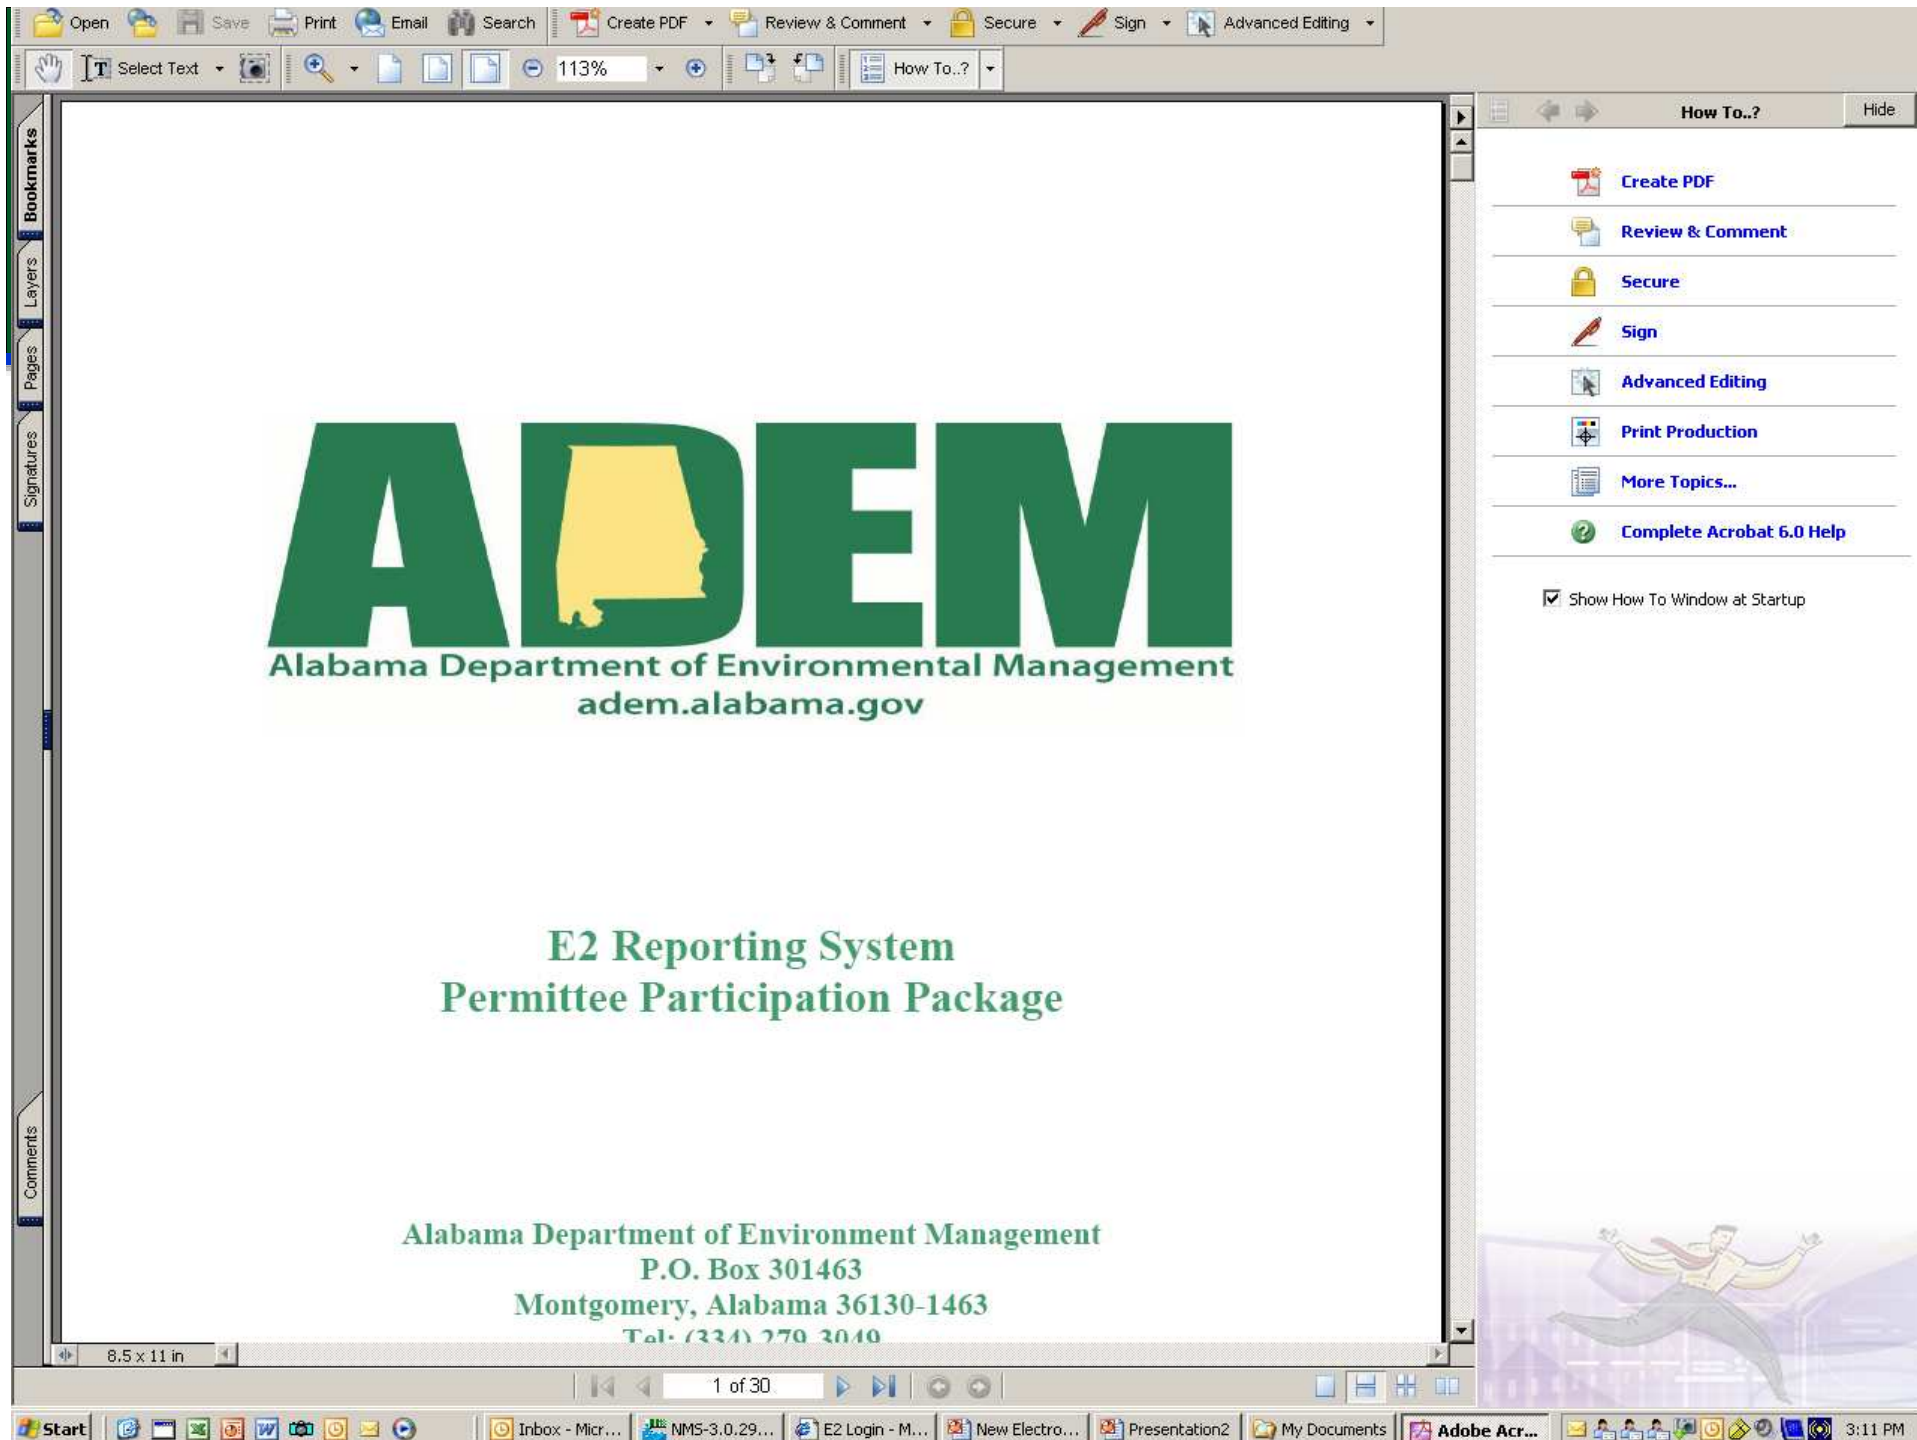 Open Save Print Email Search Create PDF Review & Comment Secure Sign Advanced Editing
Select Text 113% How To..?
Bookmarks
Layers
Pages
Signatures
Comments
ADEM
Alabama Department of Environmental Management
adem.alabama.gov
E2 Reporting System
Permittee Participation Package
Alabama Department of Environment Management
P.O. Box 301463
Montgomery, Alabama 36130-1463
Tel: (334) 279 3049
8.5 x 11 in
1 of 30
How To..? Hide
Create PDF
Review & Comment
Secure
Sign
Advanced Editing
Print Production
More Topics...
Complete Acrobat 6.0 Help
Show How To Window at Startup
Start Inbox - Micr... NMS-3.0.29... E2 Login - M... New Electro... Presentation2 My Documents Adobe Acr... 3:11 PM